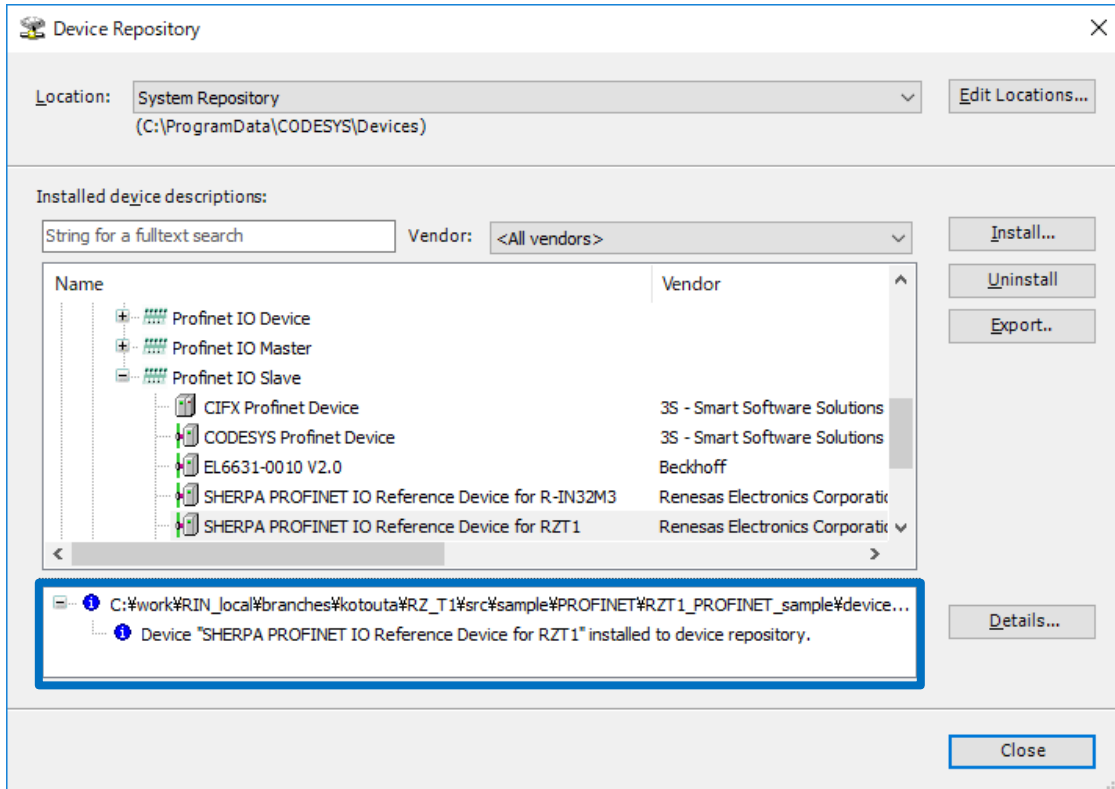 Device Repository
Location: System Repository Edit Locations...
(C:\ProgramData\CODESYS\Devices)
Installed device descriptions:
String for a fulltext search Vendor: <All vendors> Install...
Name Vendor Uninstall
Profinet IO Device Export..
Profinet IO Master
Profinet IO Slave
CIFX Profinet Device 3S - Smart Software Solutions
CODESYS Profinet Device 3S - Smart Software Solutions
EL6631-0010 V2.0 Beckhoff
SHERPA PROFINET IO Reference Device for R-IN32M3 Renesas Electronics Corporatic
SHERPA PROFINET IO Reference Device for RZT1 Renesas Electronics Corporatic
C:¥work¥RIN_local¥branches¥kotouta¥RZ_T1¥src¥sample¥PROFINET¥RZT1_PROFINET_sample¥device...
Device "SHERPA PROFINET IO Reference Device for RZT1" installed to device repository. Details...
Close